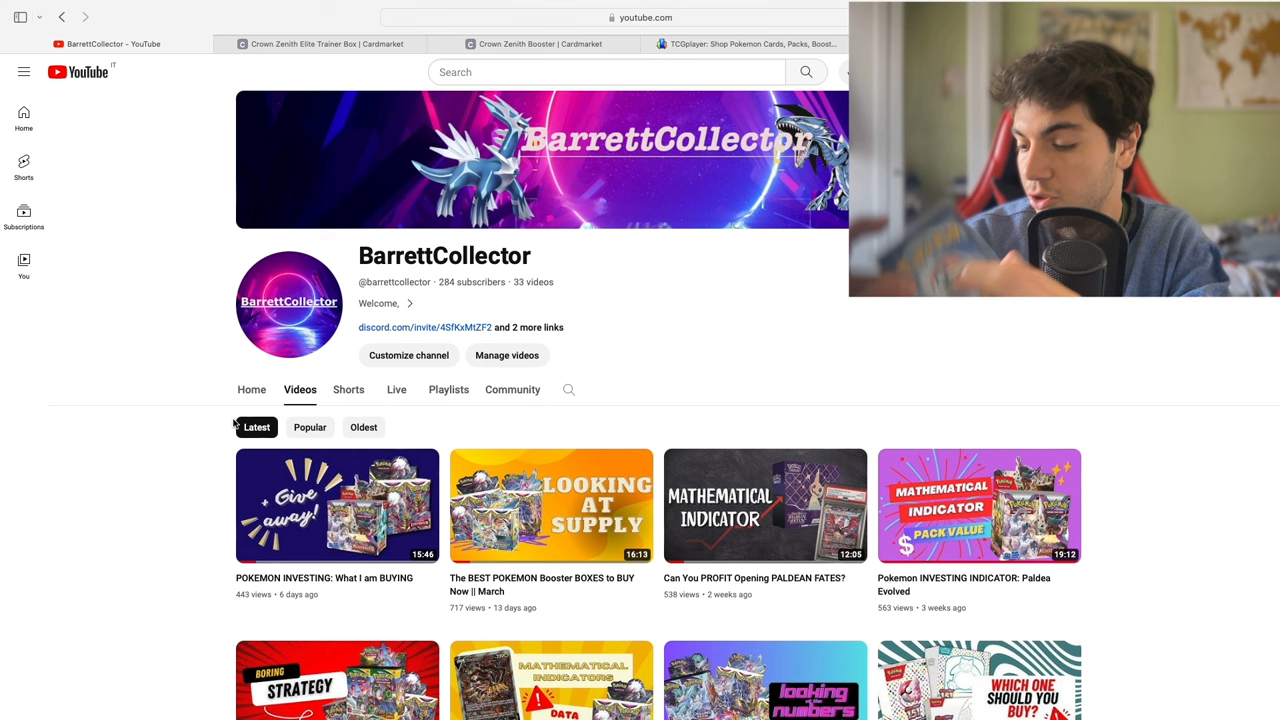 youtube.com
BarrettCollector - YouTube
Crown Zenith Elite Trainer Box | Cardmarket
Crown Zenith Booster | Cardmarket
TCGplayer: Shop Pokemon Cards, Packs, Boost...
YouTube IT
Search
Home
Shorts
Subscriptions
You
BarrettCollector
BarrettCollector
BarrettCollector
@barrettcollector · 284 subscribers · 33 videos
Welcome,
discord.com/invite/4SfKxMtZF2 and 2 more links
Customize channel
Manage videos
Home
Videos
Shorts
Live
Playlists
Community
Latest
Popular
Oldest
+ Give away!
15:46
POKEMON INVESTING: What I am BUYING
443 views · 6 days ago
LOOKING
AT
SUPPLY
16:13
The BEST POKEMON Booster BOXES to BUY
Now || March
717 views · 13 days ago
MATHEMATICAL
INDICATOR
12:05
Can You PROFIT Opening PALDEAN FATES?
538 views · 2 weeks ago
MATHEMATICAL
INDICATOR
PACK VALUE
$
19:12
Pokemon INVESTING INDICATOR: Paldea
Evolved
563 views · 3 weeks ago
BORING
STRATEGY
MATHEMATICAL
INDICATORS
DATA
looking
numbers
WHICH ONE
SHOULD YOU
BUY?